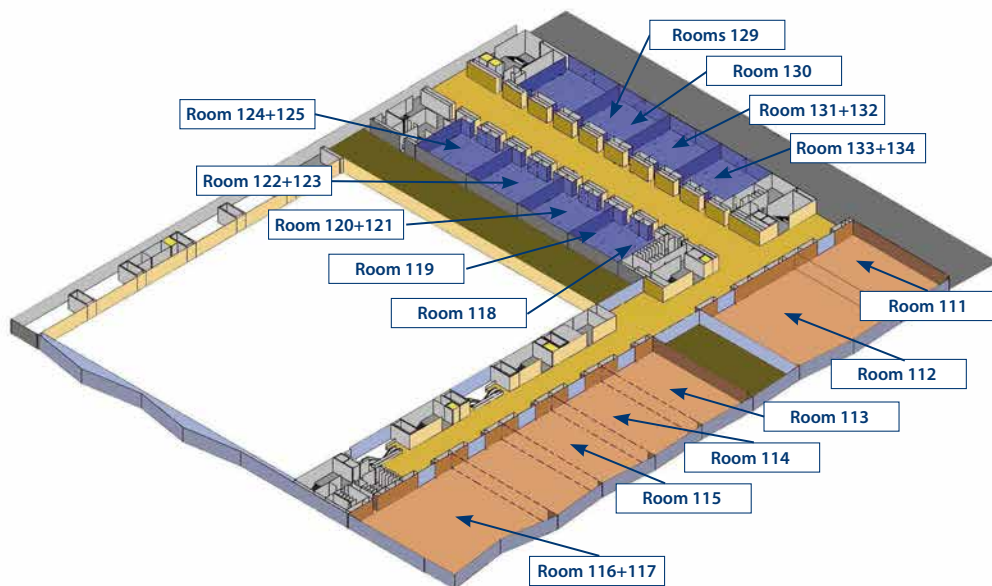 Rooms 129
Room 130
Room 124+125
Room 131+132
Room 133+134
Room 122+123
Room 120+121
Room 119
Room 118
Room 111
Room 112
Room 113
Room 114
Room 115
Room 116+117